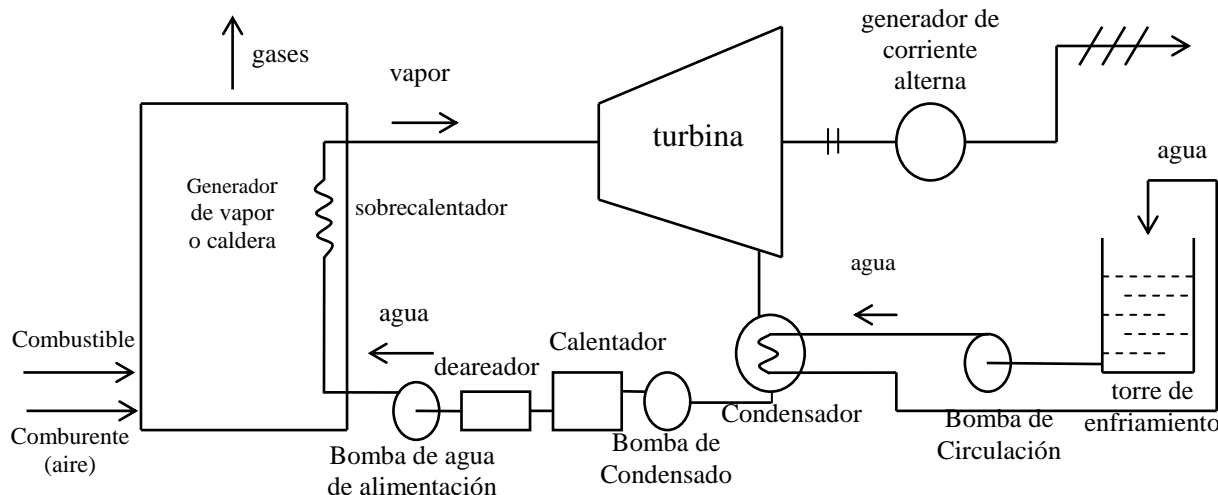 generador de
corriente
alterna
gases
vapor
turbina
agua
Generador
de vapor
o caldera
sobrecalentador
agua
agua
Combustible
Calentador
deareador
Condensador
torre de
enfriamiento
Comburente
(aire)
Bomba de agua
de alimentación
Bomba de
Condensado
Bomba de
Circulación